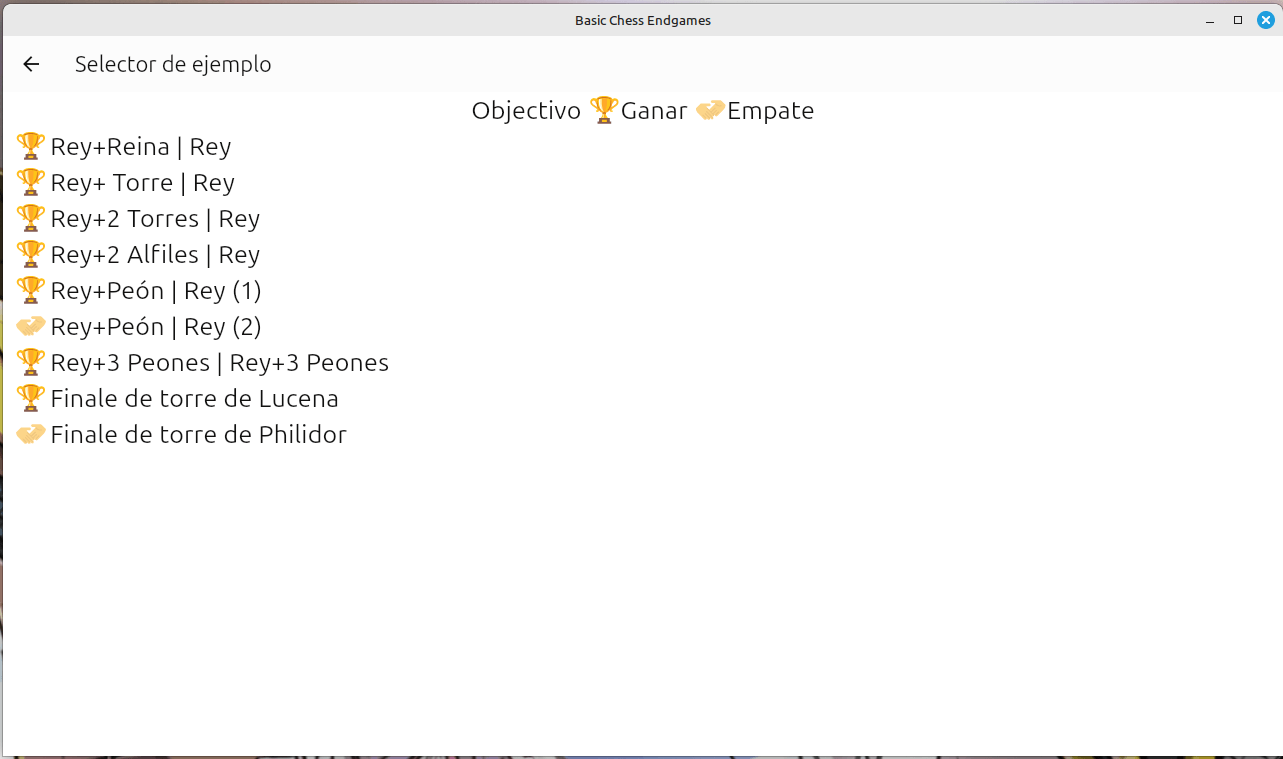 Basic Chess Endgames
Selector de ejemplo
Objectivo 🏆Ganar 🤝Empate
🏆Rey+Reina | Rey
🏆Rey+ Torre | Rey
🏆Rey+2 Torres | Rey
🏆Rey+2 Alfiles | Rey
🏆Rey+Peón | Rey (1)
🤝Rey+Peón | Rey (2)
🏆Rey+3 Peones | Rey+3 Peones
🏆Finale de torre de Lucena
🤝Finale de torre de Philidor